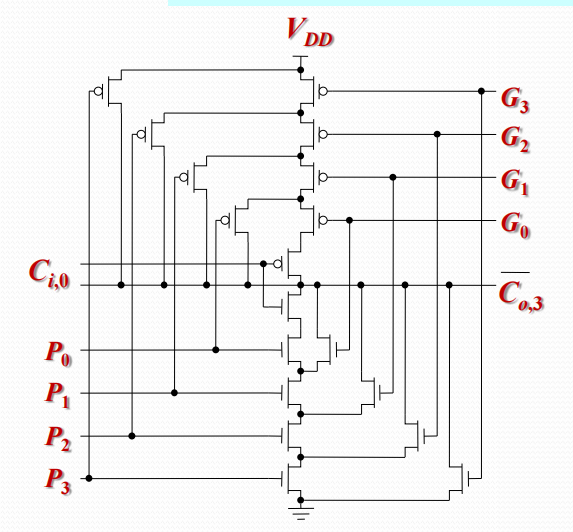 V_DD
G_3
G_2
G_1
G_0
C_i,0
C̅_o,3
P_0
P_1
P_2
P_3